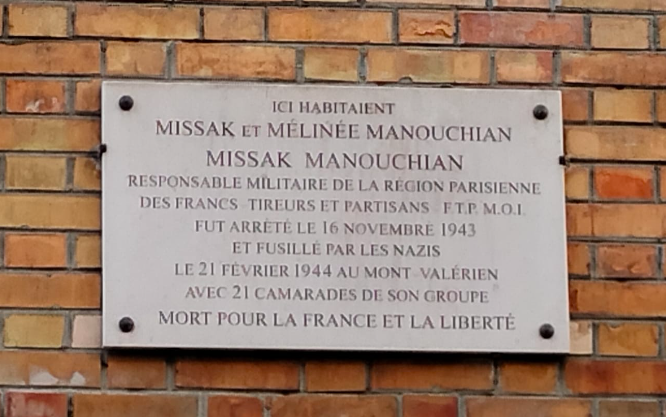 ICI HABITAIENT
MISSAK ET MÉLINÉE MANOUCHIAN
MISSAK MANOUCHIAN
RESPONSABLE MILITAIRE DE LA RÉGION PARISIENNE
DES FRANCS-TIREURS ET PARTISANS F.T.P. M.O.I.
FUT ARRÊTÉ LE 16 NOVEMBRE 1943
ET FUSILLÉ PAR LES NAZIS
LE 21 FÉVRIER 1944 AU MONT-VALÉRIEN
AVEC 21 CAMARADES DE SON GROUPE
MORT POUR LA FRANCE ET LA LIBERTÉ